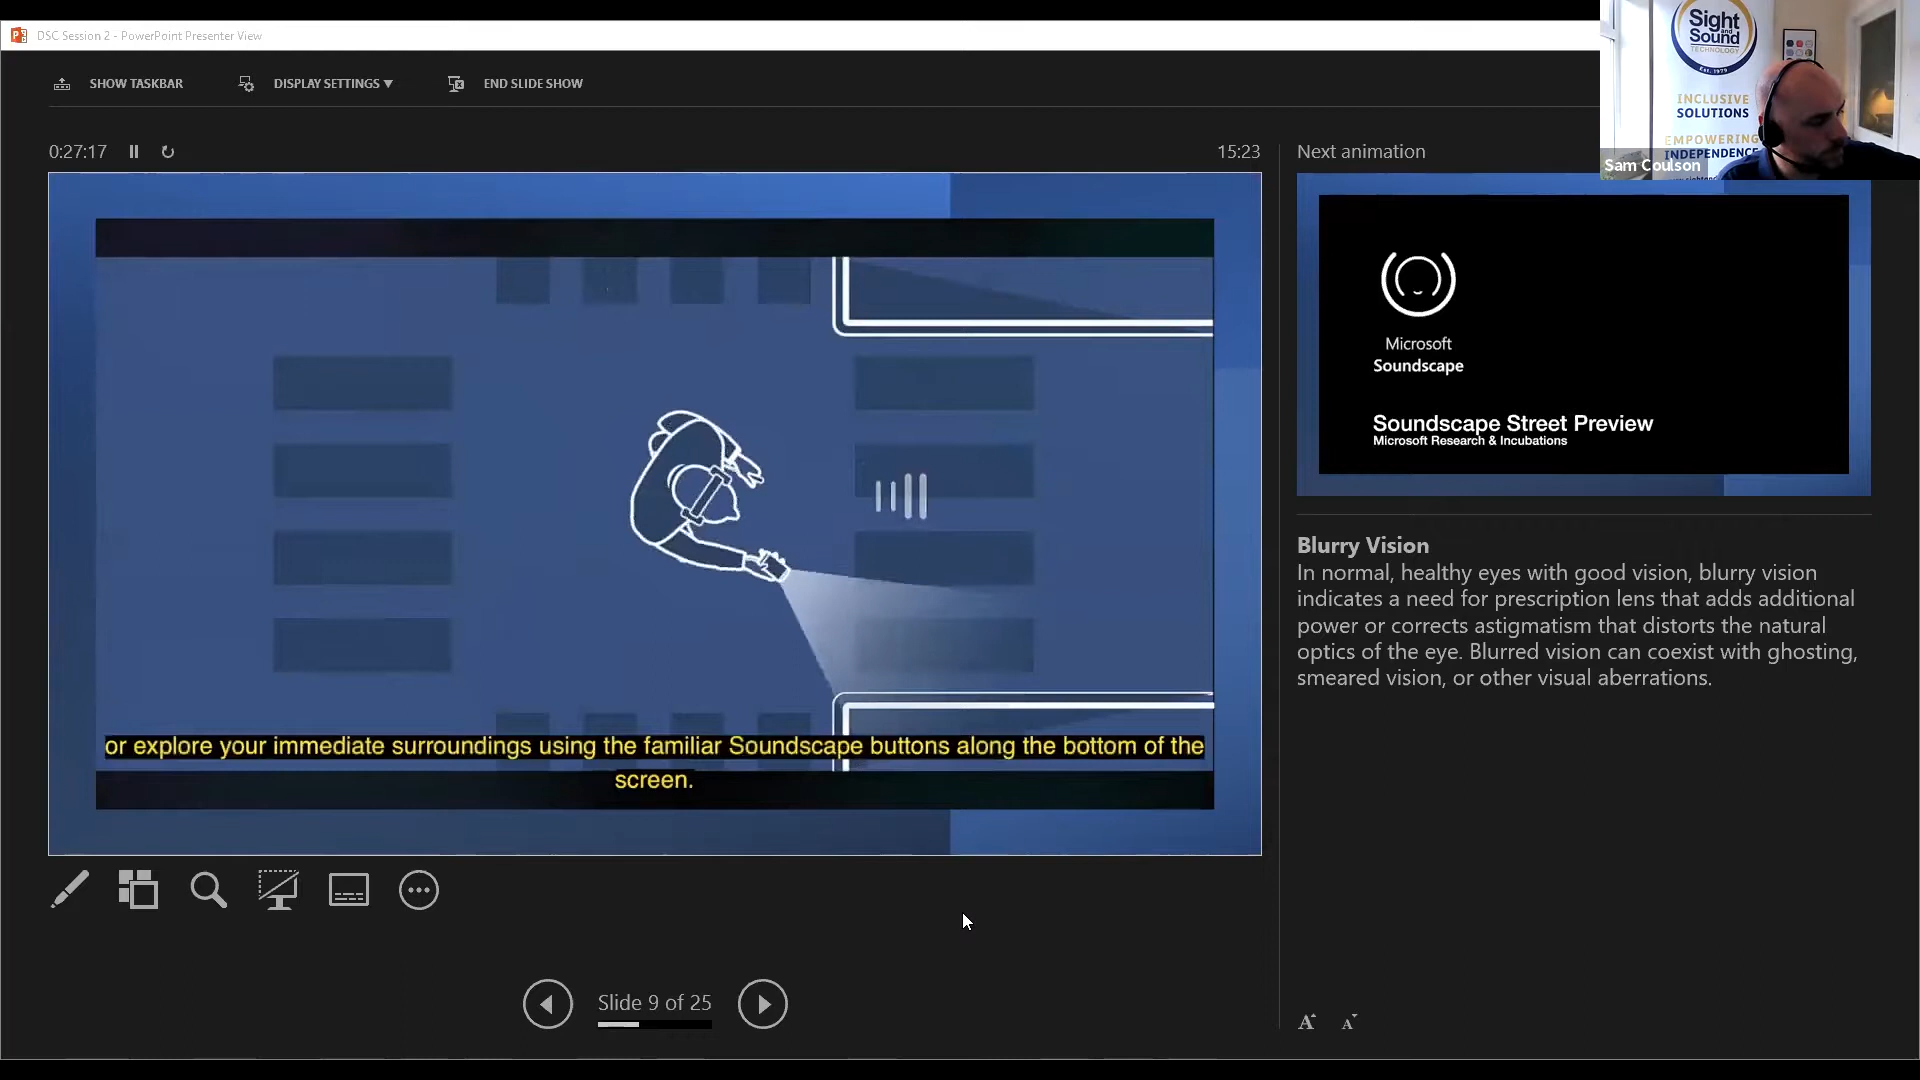 DSC Session 2 - PowerPoint Presenter View
SHOW TASKBAR
DISPLAY SETTINGS ▼
END SLIDE SHOW
0:27:17
15:23
Next animation
Sight
and
Sound
TECHNOLOGY
Est. 1979
INCLUSIVE
SOLUTIONS
EMPOWERING
INDEPENDENCE
Sam Coulson
or explore your immediate surroundings using the familiar Soundscape buttons along the bottom of the
screen.
Microsoft
Soundscape
Soundscape Street Preview
Microsoft Research & Incubations
Blurry Vision
In normal, healthy eyes with good vision, blurry vision
indicates a need for prescription lens that adds additional
power or corrects astigmatism that distorts the natural
optics of the eye. Blurred vision can coexist with ghosting,
smeared vision, or other visual aberrations.
Slide 9 of 25
A A